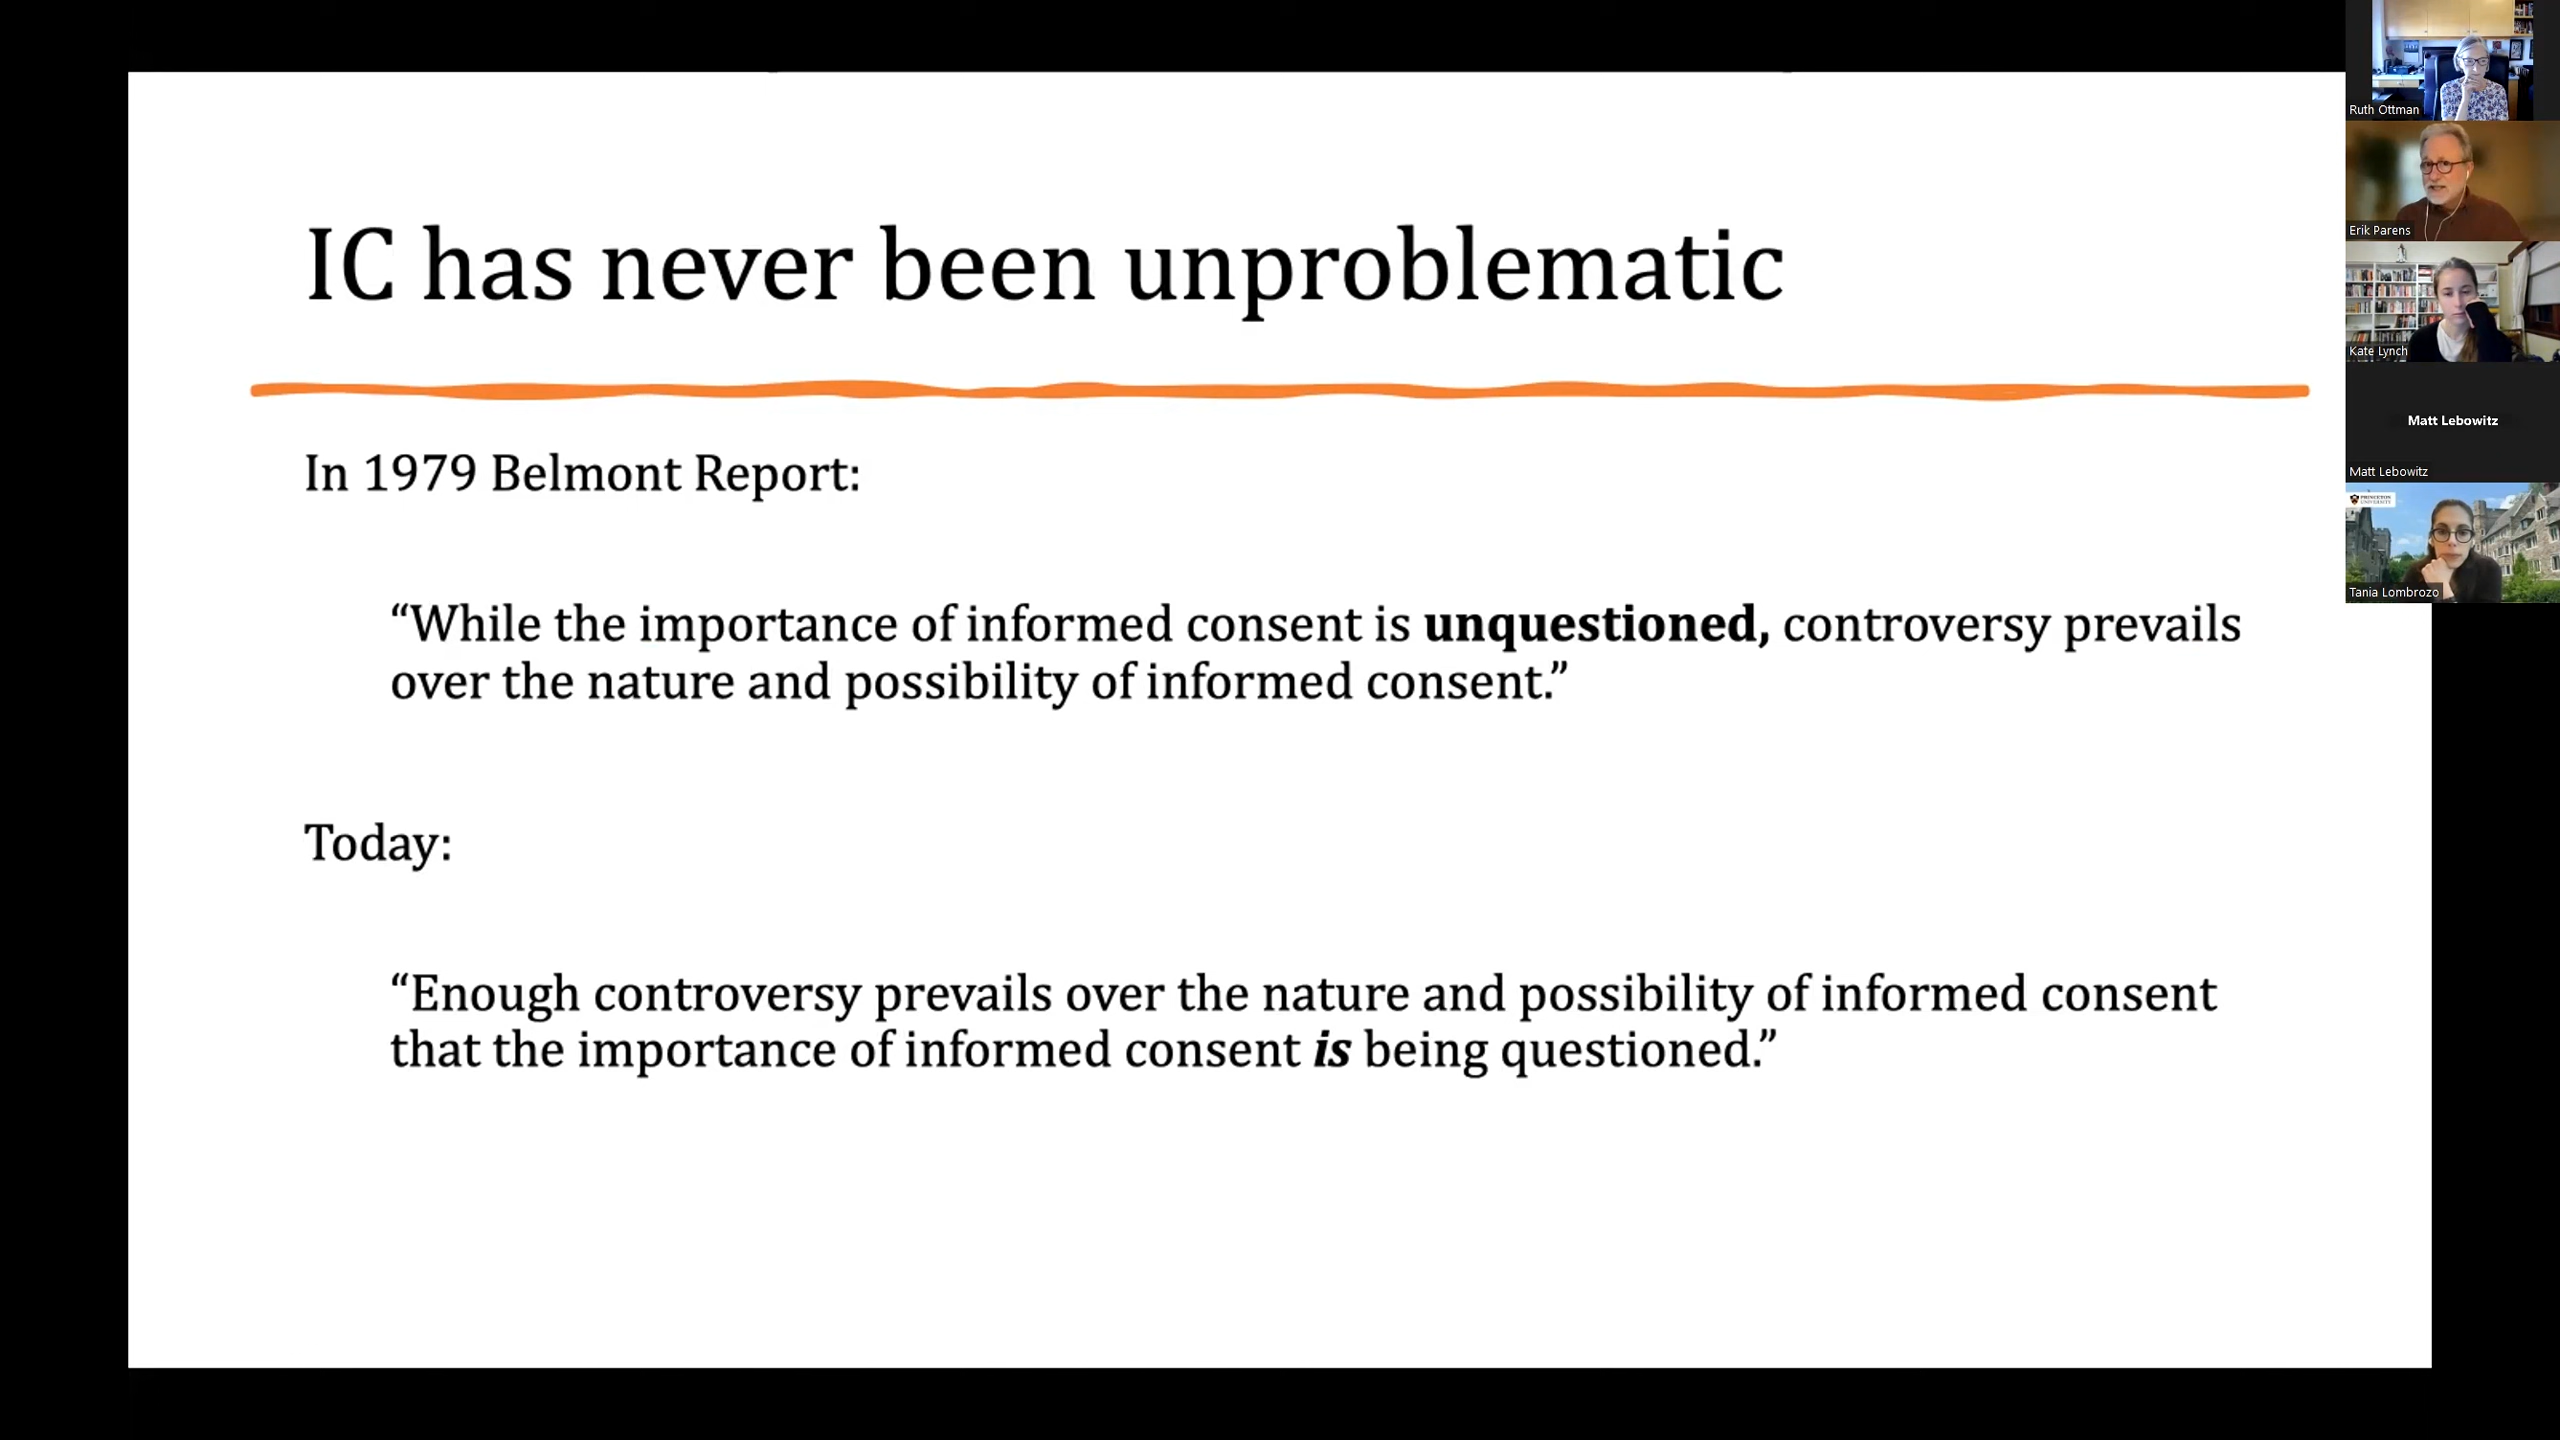 IC has never been unproblematic
In 1979 Belmont Report:
“While the importance of informed consent is unquestioned, controversy prevails
over the nature and possibility of informed consent.”
Today:
“Enough controversy prevails over the nature and possibility of informed consent
that the importance of informed consent is being questioned.”
Ruth Ottman
Erik Parens
Kate Lynch
Matt Lebowitz
Matt Lebowitz
PRINCETON
UNIVERSITY
Tania Lombrozo